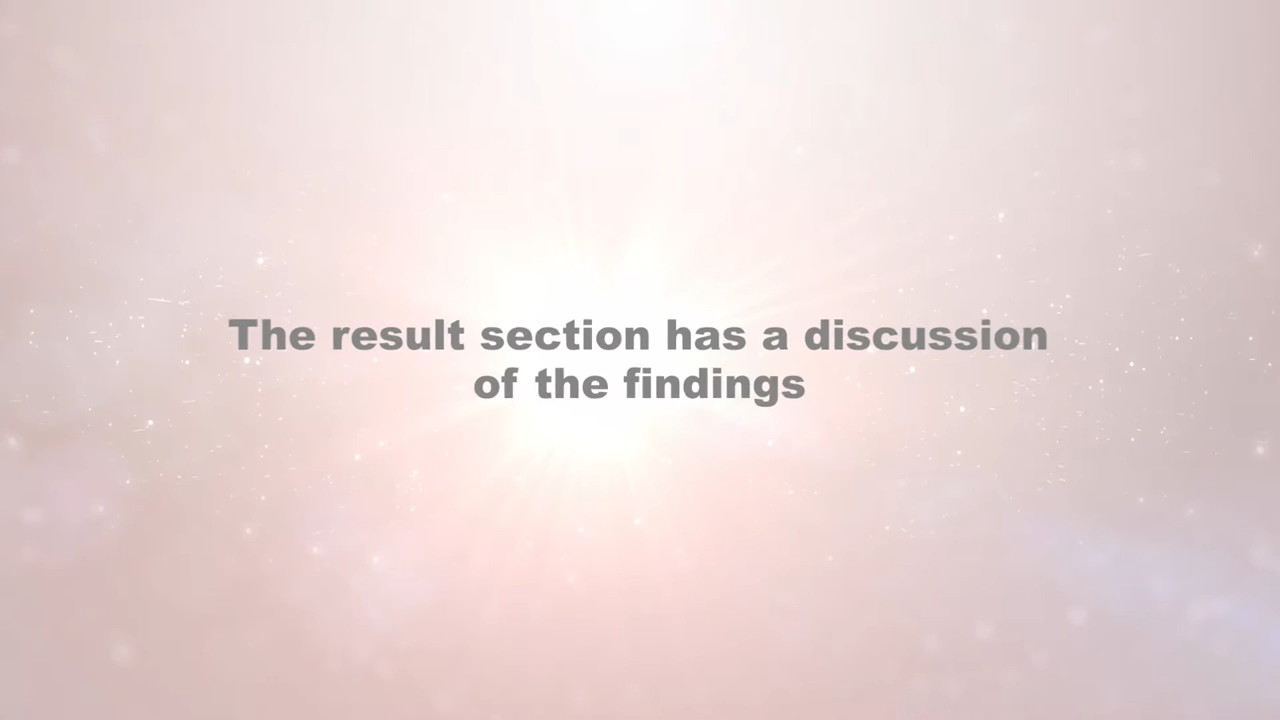 The result section has a discussion
of the findings